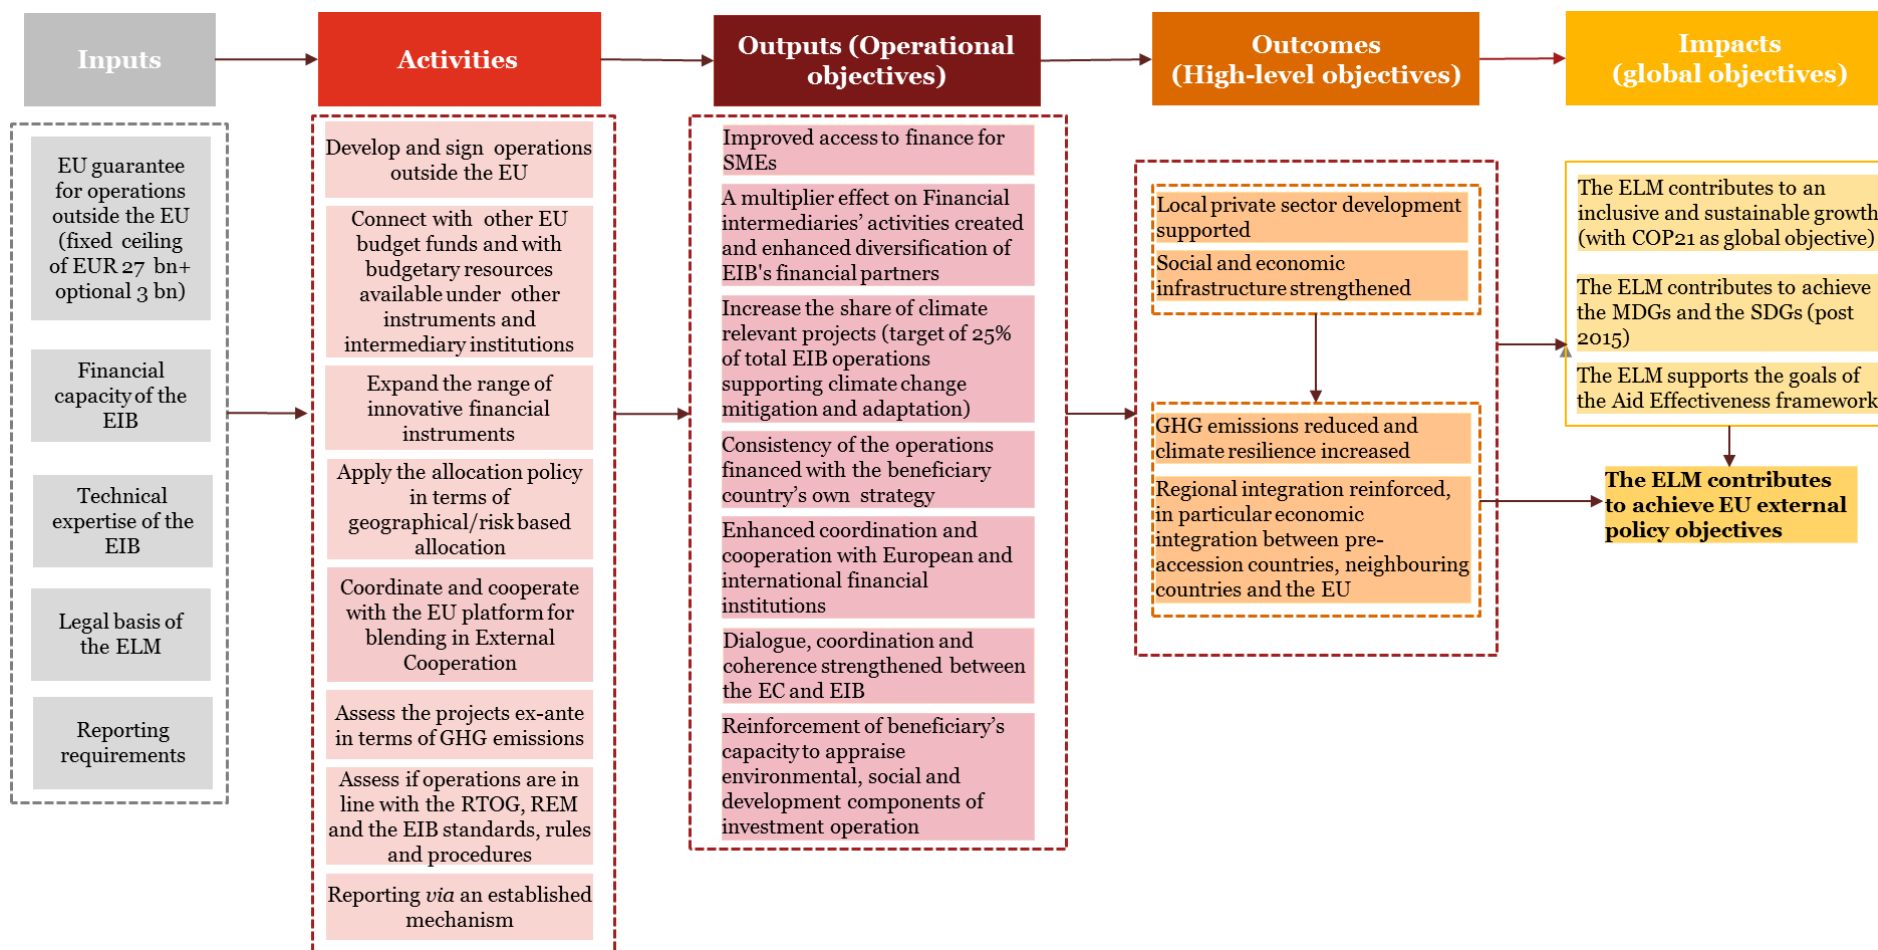 Inputs
Activities
Outputs (Operational
objectives)
Outcomes
(High-level objectives)
Impacts
(global objectives)
EU guarantee
for operations
outside the EU
(fixed ceiling
of EUR 27 bn+
optional 3 bn)
Financial
capacity of the
EIB
Technical
expertise of the
EIB
Legal basis of
the ELM
Reporting
requirements
Develop and sign operations
outside the EU
Connect with other EU
budget funds and with
budgetary resources
available under other
instruments and
intermediary institutions
Expand the range of
innovative financial
instruments
Apply the allocation policy
in terms of
geographical/risk based
allocation
Coordinate and cooperate
with the EU platform for
blending in External
Cooperation
Assess the projects ex-ante
in terms of GHG emissions
Assess if operations are in
line with the RTOG, REM
and the EIB standards, rules
and procedures
Reporting via an established
mechanism
Improved access to finance for
SMEs
A multiplier effect on Financial
intermediaries’ activities created
and enhanced diversification of
EIB's financial partners
Increase the share of climate
relevant projects (target of 25%
of total EIB operations
supporting climate change
mitigation and adaptation)
Consistency of the operations
financed with the beneficiary
country’s own strategy
Enhanced coordination and
cooperation with European and
international financial
institutions
Dialogue, coordination and
coherence strengthened between
the EC and EIB
Reinforcement of beneficiary’s
capacity to appraise
environmental, social and
development components of
investment operation
Local private sector development
supported
Social and economic
infrastructure strengthened
GHG emissions reduced and
climate resilience increased
Regional integration reinforced,
in particular economic
integration between pre-
accession countries, neighbouring
countries and the EU
The ELM contributes to an
inclusive and sustainable growth
(with COP21 as global objective)
The ELM contributes to achieve
the MDGs and the SDGs (post
2015)
The ELM supports the goals of
the Aid Effectiveness framework
The ELM contributes
to achieve EU external
policy objectives